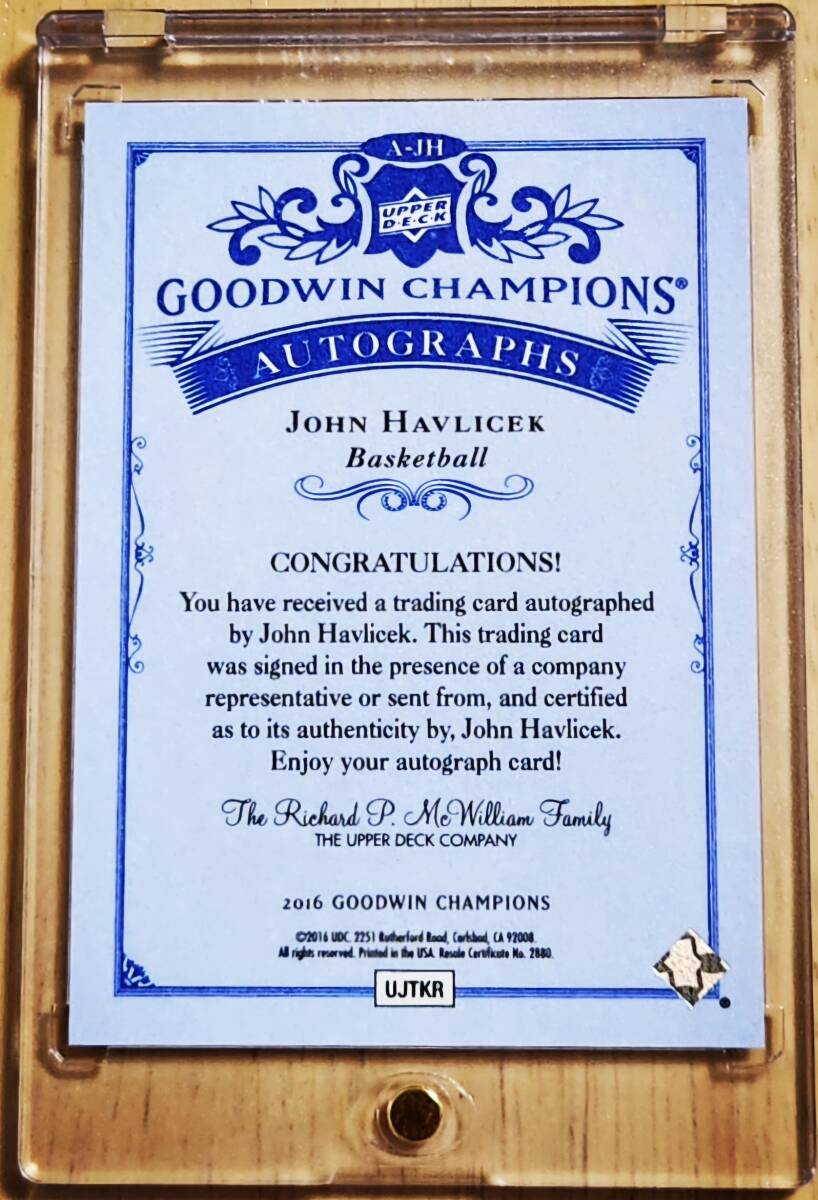 A-JH
UPPER
D·E·C·K
GOODWIN CHAMPIONS®
AUTOGRAPHS
JOHN HAVLICEK
Basketball
CONGRATULATIONS!
You have received a trading card autographed
by John Havlicek. This trading card
was signed in the presence of a company
representative or sent from, and certified
as to its authenticity by, John Havlicek.
Enjoy your autograph card!
The Richard P. McWilliam Family
THE UPPER DECK COMPANY
2016 GOODWIN CHAMPIONS
©2016 UDC. 2251 Rutherford Road, Carlsbad, CA 92008.
All rights reserved. Printed in the USA. Resale Certificate No. 2880.
UJTKR